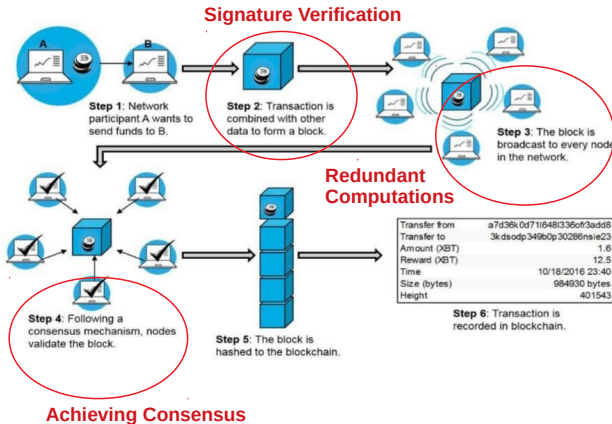 Signature Verification
A
B
Step 1: Network
participant A wants to
send funds to B.
Step 2: Transaction is
combined with other
data to form a block.
Step 3: The block is
broadcast to every node
in the network.
Redundant
Computations
Step 4: Following a
consensus mechanism, nodes
validate the block.
Step 5: The block is
hashed to the blockchain.
Transfer from a7d36k0d71l648l336ofr3add8
Transfer to 3kdsodp349b0p30286nsie23
Amount (XBT) 1.6
Reward (XBT) 12.5
Time 10/18/2016 23:40
Size (bytes) 984930 bytes
Height 401543
Step 6: Transaction is
recorded in blockchain.
Achieving Consensus